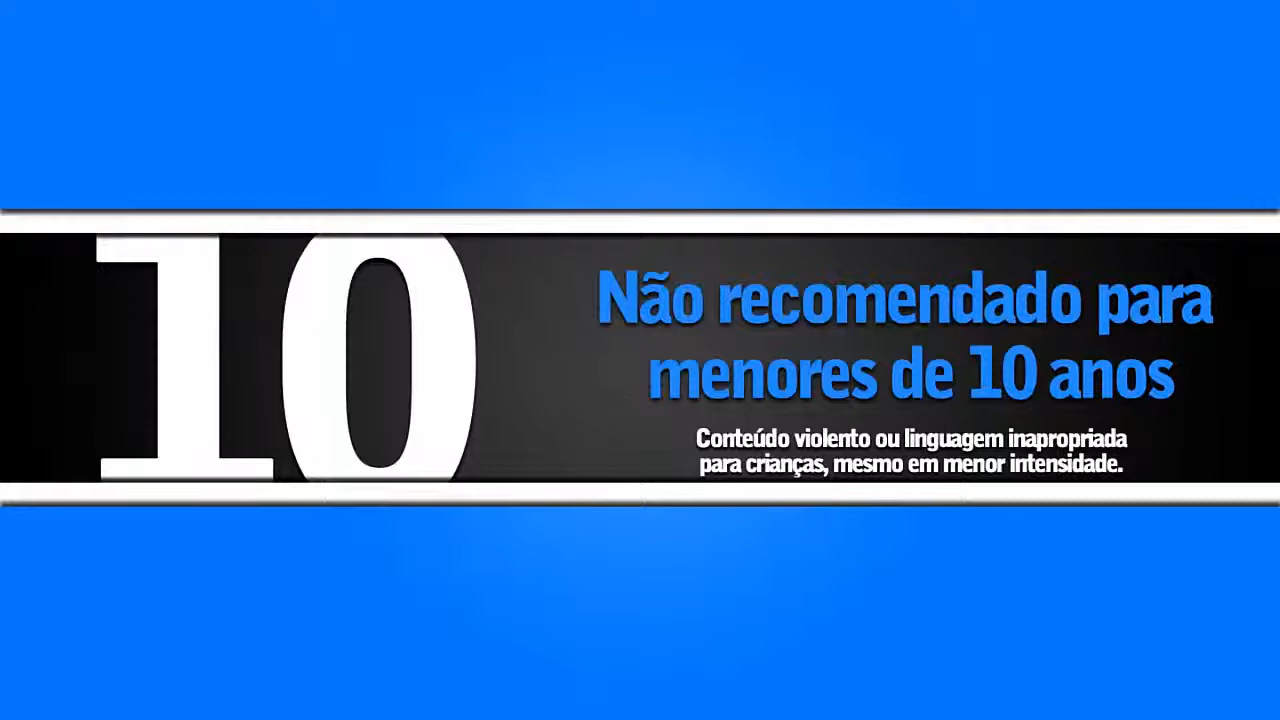 10
Não recomendado para
menores de 10 anos
Conteúdo violento ou linguagem inapropriada
para crianças, mesmo em menor intensidade.